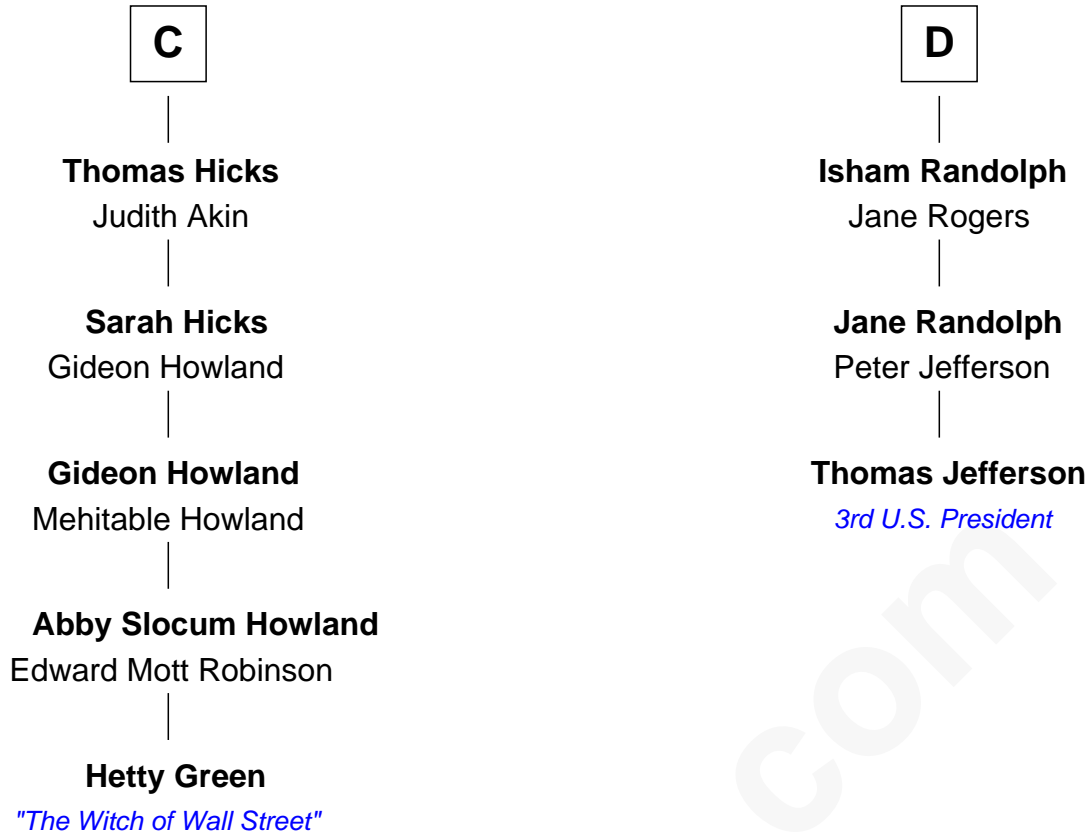 C
Thomas Hicks
Judith Akin
Sarah Hicks
Gideon Howland
Gideon Howland
Mehitable Howland
Abby Slocum Howland
Edward Mott Robinson
Hetty Green
"The Witch of Wall Street"
D
Isham Randolph
Jane Rogers
Jane Randolph
Peter Jefferson
Thomas Jefferson
3rd U.S. President
com